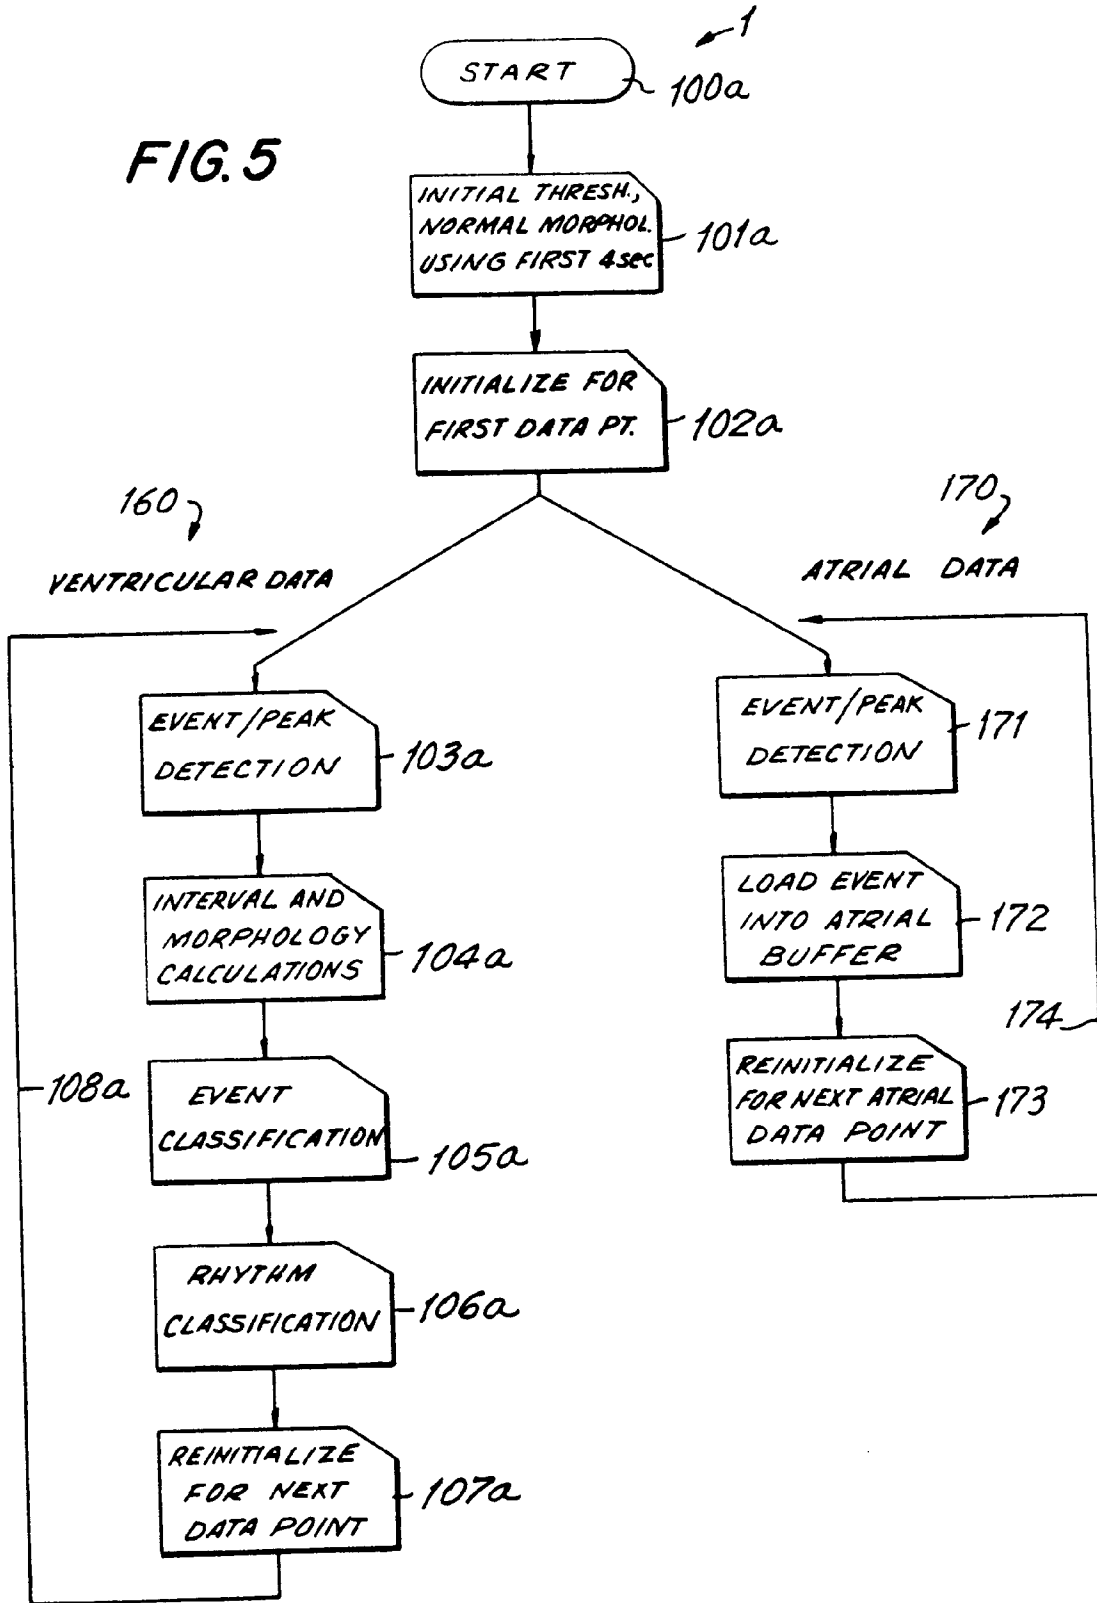 1
START
100a
FIG. 5
INITIAL THRESH.,
NORMAL MORPHOL.
USING FIRST 4sec
101a
INITIALIZE FOR
FIRST DATA PT.
102a
160
VENTRICULAR DATA
170
ATRIAL DATA
EVENT/PEAK
DETECTION
103a
INTERVAL AND
MORPHOLOGY
CALCULATIONS
104a
EVENT
CLASSIFICATION
105a
RHYTHM
CLASSIFICATION
106a
REINITIALIZE
FOR NEXT
DATA POINT
107a
108a
EVENT/PEAK
DETECTION
171
LOAD EVENT
INTO ATRIAL
BUFFER
172
REINITIALIZE
FOR NEXT ATRIAL
DATA POINT
173
174